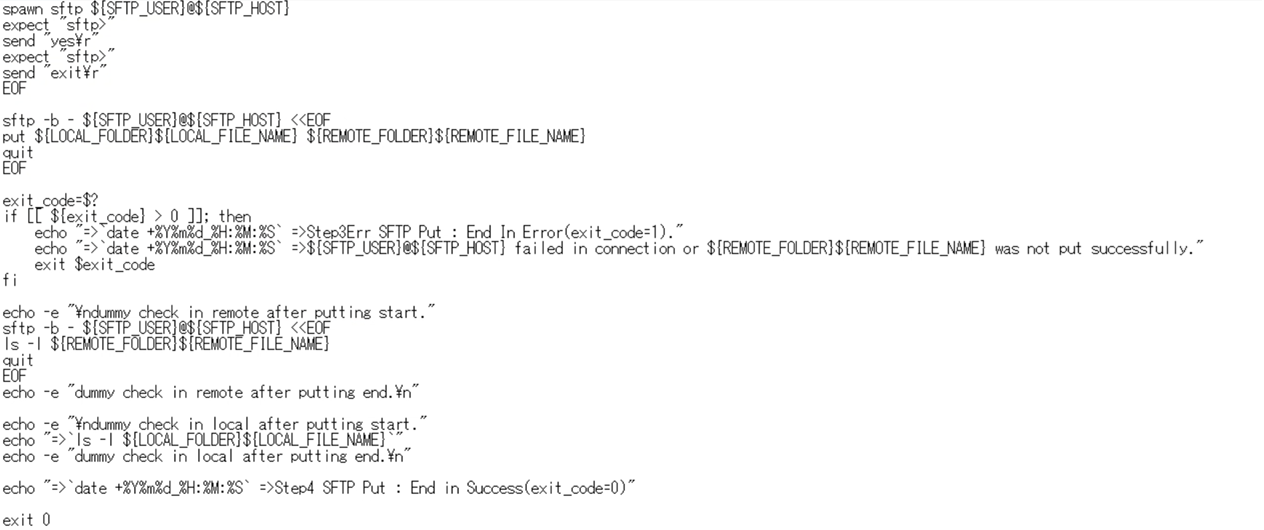 spawn sftp ${SFTP_USER}@${SFTP_HOST}
expect "sftp>"
send "yes¥r"
expect "sftp>"
send "exit¥r"
EOF

sftp -b - ${SFTP_USER}@${SFTP_HOST} <<EOF
put ${LOCAL_FOLDER}${LOCAL_FILE_NAME} ${REMOTE_FOLDER}${REMOTE_FILE_NAME}
quit
EOF

exit_code=$?
if [[ ${exit_code} > 0 ]]; then
    echo "=>`date +%Y%m%d_%H:%M:%S` =>Step3Err SFTP Put : End In Error(exit_code=1)."
    echo "=>`date +%Y%m%d_%H:%M:%S` =>${SFTP_USER}@${SFTP_HOST} failed in connection or ${REMOTE_FOLDER}${REMOTE_FILE_NAME} was not put successfully."
    exit $exit_code
fi

echo -e "¥ndummy check in remote after putting start."
sftp -b - ${SFTP_USER}@${SFTP_HOST} <<EOF
ls -l ${REMOTE_FOLDER}${REMOTE_FILE_NAME}
quit
EOF
echo -e "dummy check in remote after putting end.¥n"

echo -e "¥ndummy check in local after putting start."
echo "=>`ls -l ${LOCAL_FOLDER}${LOCAL_FILE_NAME}`"
echo -e "dummy check in local after putting end.¥n"

echo "=>`date +%Y%m%d_%H:%M:%S` =>Step4 SFTP Put : End in Success(exit_code=0)"

exit 0